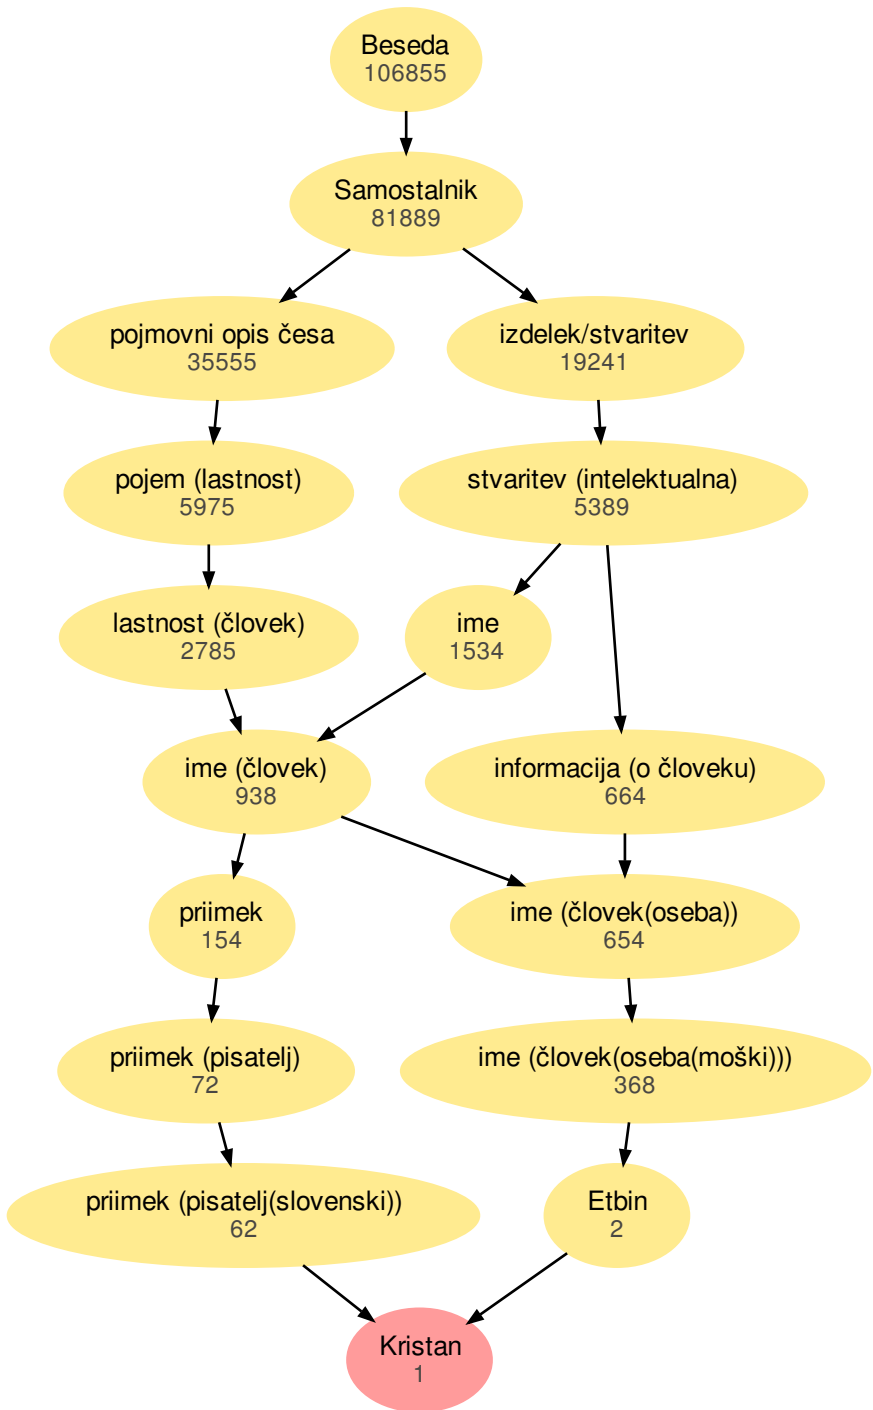 Beseda
106855
Samostalnik
81889
pojmovni opis česa
35555
izdelek/stvaritev
19241
pojem (lastnost)
5975
stvaritev (intelektualna)
5389
lastnost (človek)
2785
ime
1534
ime (človek)
938
informacija (o človeku)
664
priimek
154
ime (človek(oseba))
654
priimek (pisatelj)
72
ime (človek(oseba(moški)))
368
priimek (pisatelj(slovenski))
62
Etbin
2
Kristan
1